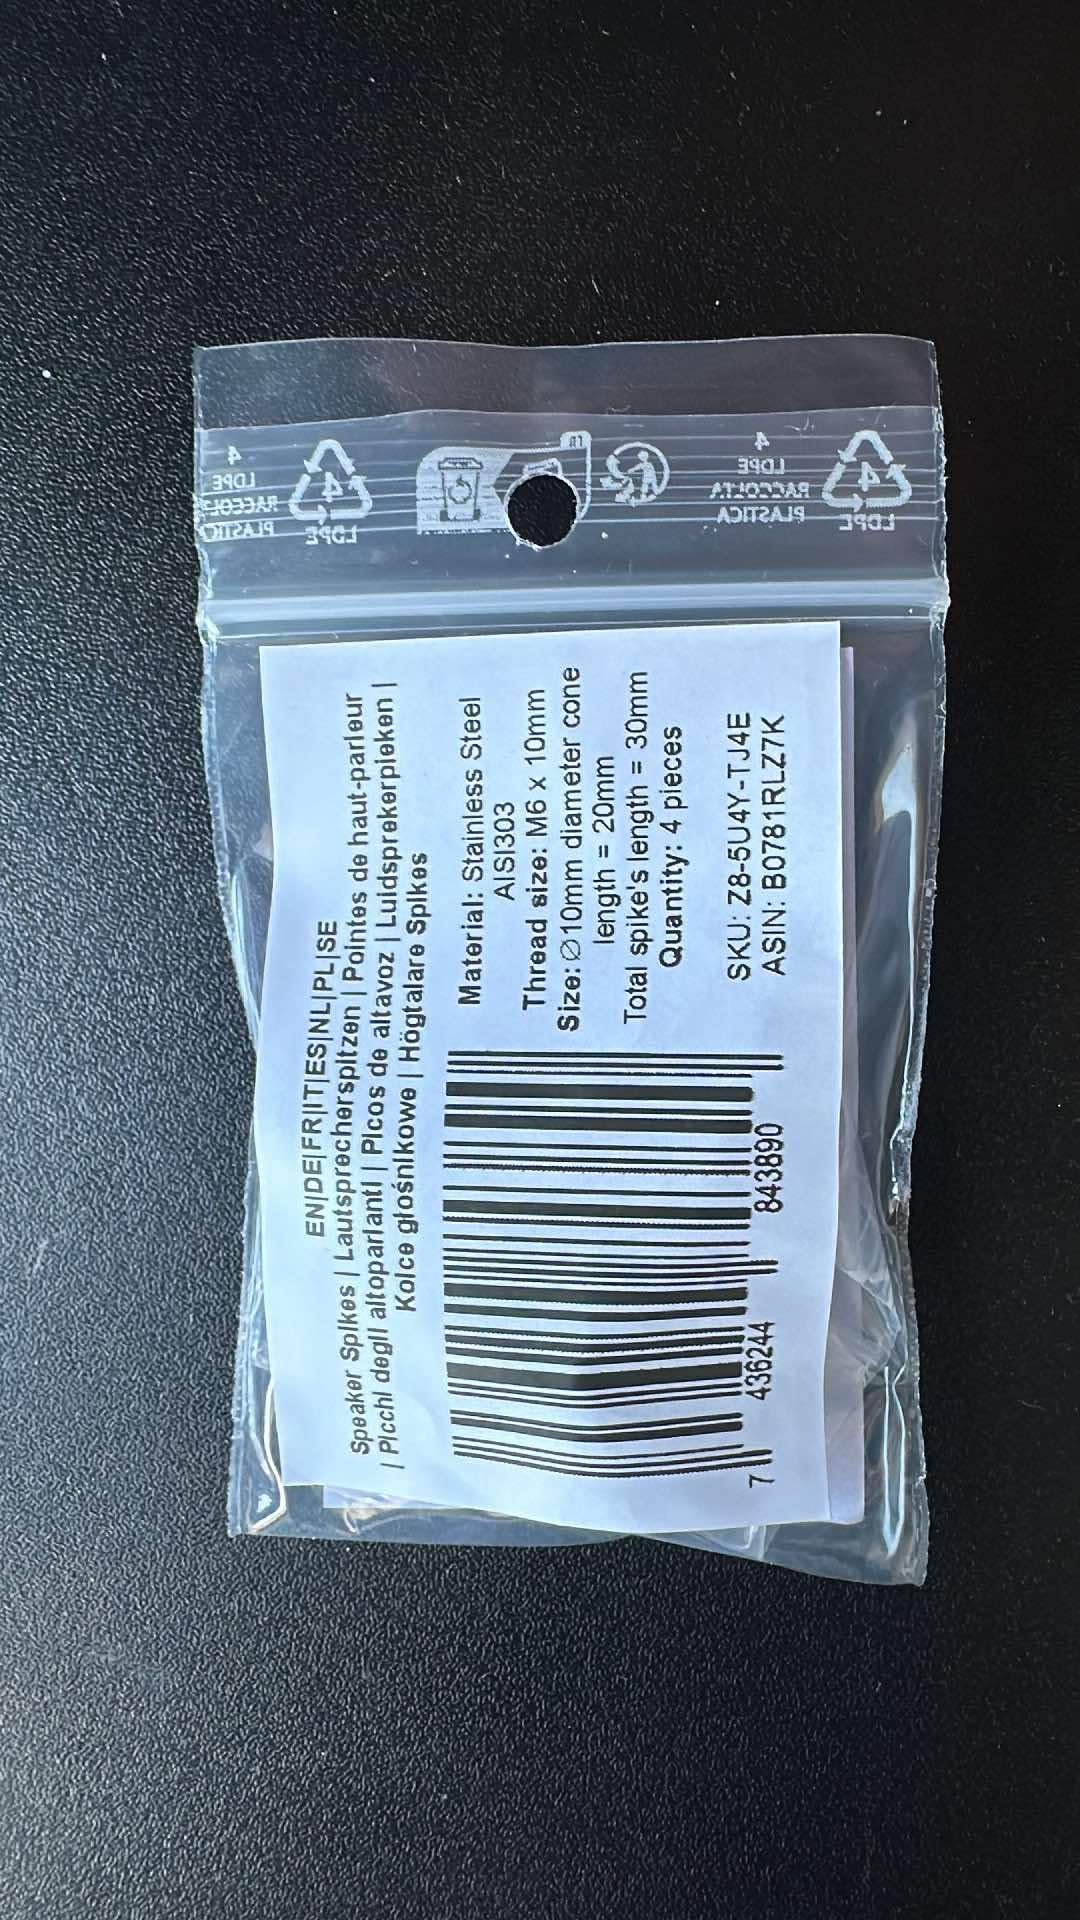 4
LDPE
RACCOLTA
PLASTICA
4
LDPE
FR
4
LDPE
RACCOLTA
PLASTICA
4
LDPE
EN|DE|FR|IT|ES|NL|PL|SE
Speaker Spikes | Lautsprecherspitzen | Pointes de haut-parleur
| Picchi degli altoparlanti | Picos de altavoz | Luidsprekerpieken |
Kolce głośnikowe | Högtalare Spikes
Material: Stainless Steel
AISI303
Thread size: M6 x 10mm
Size: Ø10mm diameter cone
length = 20mm
Total spike's length = 30mm
Quantity: 4 pieces
SKU: Z8-5U4Y-TJ4E
ASIN: B0781RLZ7K
7 436244 843890